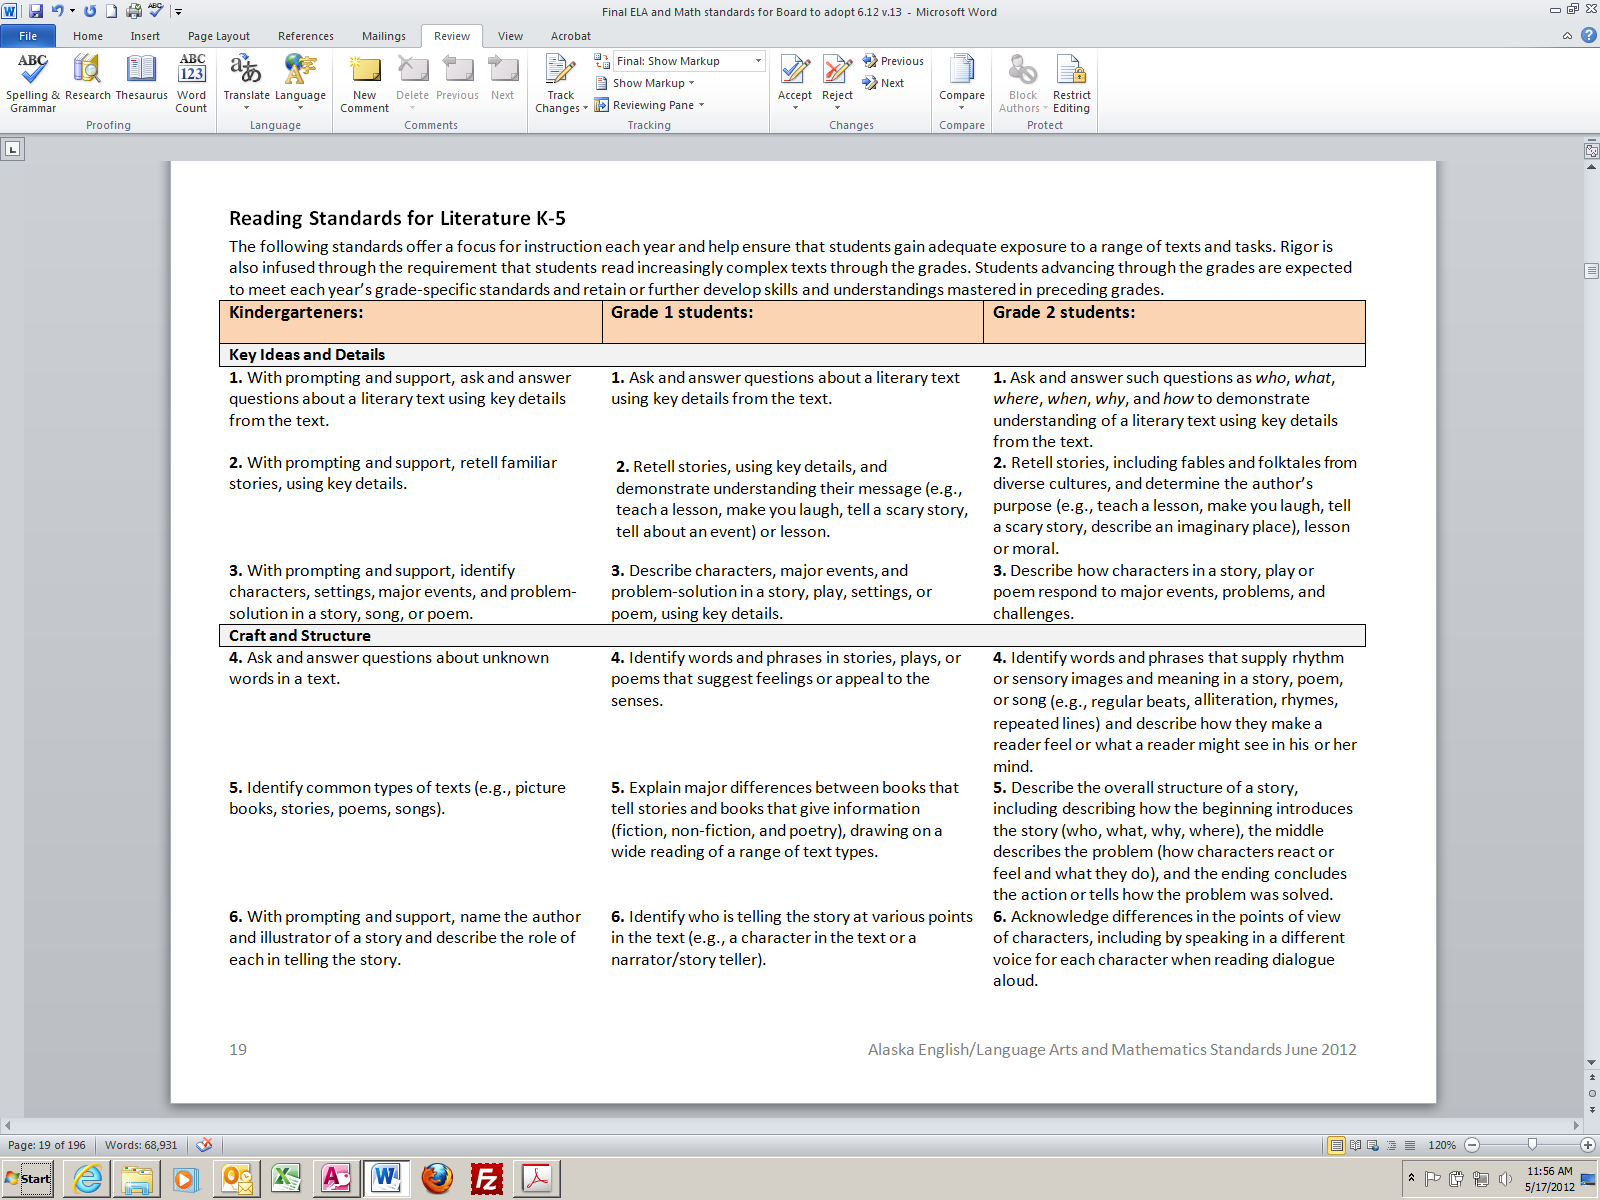 Final ELA and Math standards for Board to adopt 6.12 v.13 - Microsoft Word
File Home Insert Page Layout References Mailings Review View Acrobat
Spelling & Grammar
Research
Thesaurus
Word Count
Proofing
Translate
Language
Language
New Comment
Delete
Previous
Next
Comments
Track Changes
Final: Show Markup
Show Markup
Reviewing Pane
Tracking
Accept
Reject
Previous
Next
Changes
Compare
Compare
Block Authors
Restrict Editing
Protect
Reading Standards for Literature K-5
The following standards offer a focus for instruction each year and help ensure that students gain adequate exposure to a range of texts and tasks. Rigor is
also infused through the requirement that students read increasingly complex texts through the grades. Students advancing through the grades are expected
to meet each year's grade-specific standards and retain or further develop skills and understandings mastered in preceding grades.
Kindergarteners:
Grade 1 students:
Grade 2 students:
Key Ideas and Details
1. With prompting and support, ask and answer
questions about a literary text using key details
from the text.
1. Ask and answer questions about a literary text
using key details from the text.
1. Ask and answer such questions as who, what,
where, when, why, and how to demonstrate
understanding of a literary text using key details
from the text.
2. With prompting and support, retell familiar
stories, using key details.
2. Retell stories, using key details, and
demonstrate understanding their message (e.g.,
teach a lesson, make you laugh, tell a scary story,
tell about an event) or lesson.
2. Retell stories, including fables and folktales from
diverse cultures, and determine the author's
purpose (e.g., teach a lesson, make you laugh, tell
a scary story, describe an imaginary place), lesson
or moral.
3. With prompting and support, identify
characters, settings, major events, and problem-
solution in a story, song, or poem.
3. Describe characters, major events, and
problem-solution in a story, play, settings, or
poem, using key details.
3. Describe how characters in a story, play or
poem respond to major events, problems, and
challenges.
Craft and Structure
4. Ask and answer questions about unknown
words in a text.
4. Identify words and phrases in stories, plays, or
poems that suggest feelings or appeal to the
senses.
4. Identify words and phrases that supply rhythm
or sensory images and meaning in a story, poem,
or song (e.g., regular beats, alliteration, rhymes,
repeated lines) and describe how they make a
reader feel or what a reader might see in his or her
mind.
5. Identify common types of texts (e.g., picture
books, stories, poems, songs).
5. Explain major differences between books that
tell stories and books that give information
(fiction, non-fiction, and poetry), drawing on a
wide reading of a range of text types.
5. Describe the overall structure of a story,
including describing how the beginning introduces
the story (who, what, why, where), the middle
describes the problem (how characters react or
feel and what they do), and the ending concludes
the action or tells how the problem was solved.
6. With prompting and support, name the author
and illustrator of a story and describe the role of
each in telling the story.
6. Identify who is telling the story at various points
in the text (e.g., a character in the text or a
narrator/story teller).
6. Acknowledge differences in the points of view
of characters, including by speaking in a different
voice for each character when reading dialogue
aloud.
19
Alaska English/Language Arts and Mathematics Standards June 2012
Page: 19 of 196
Words: 68,931
120%
Start
11:56 AM
5/17/2012